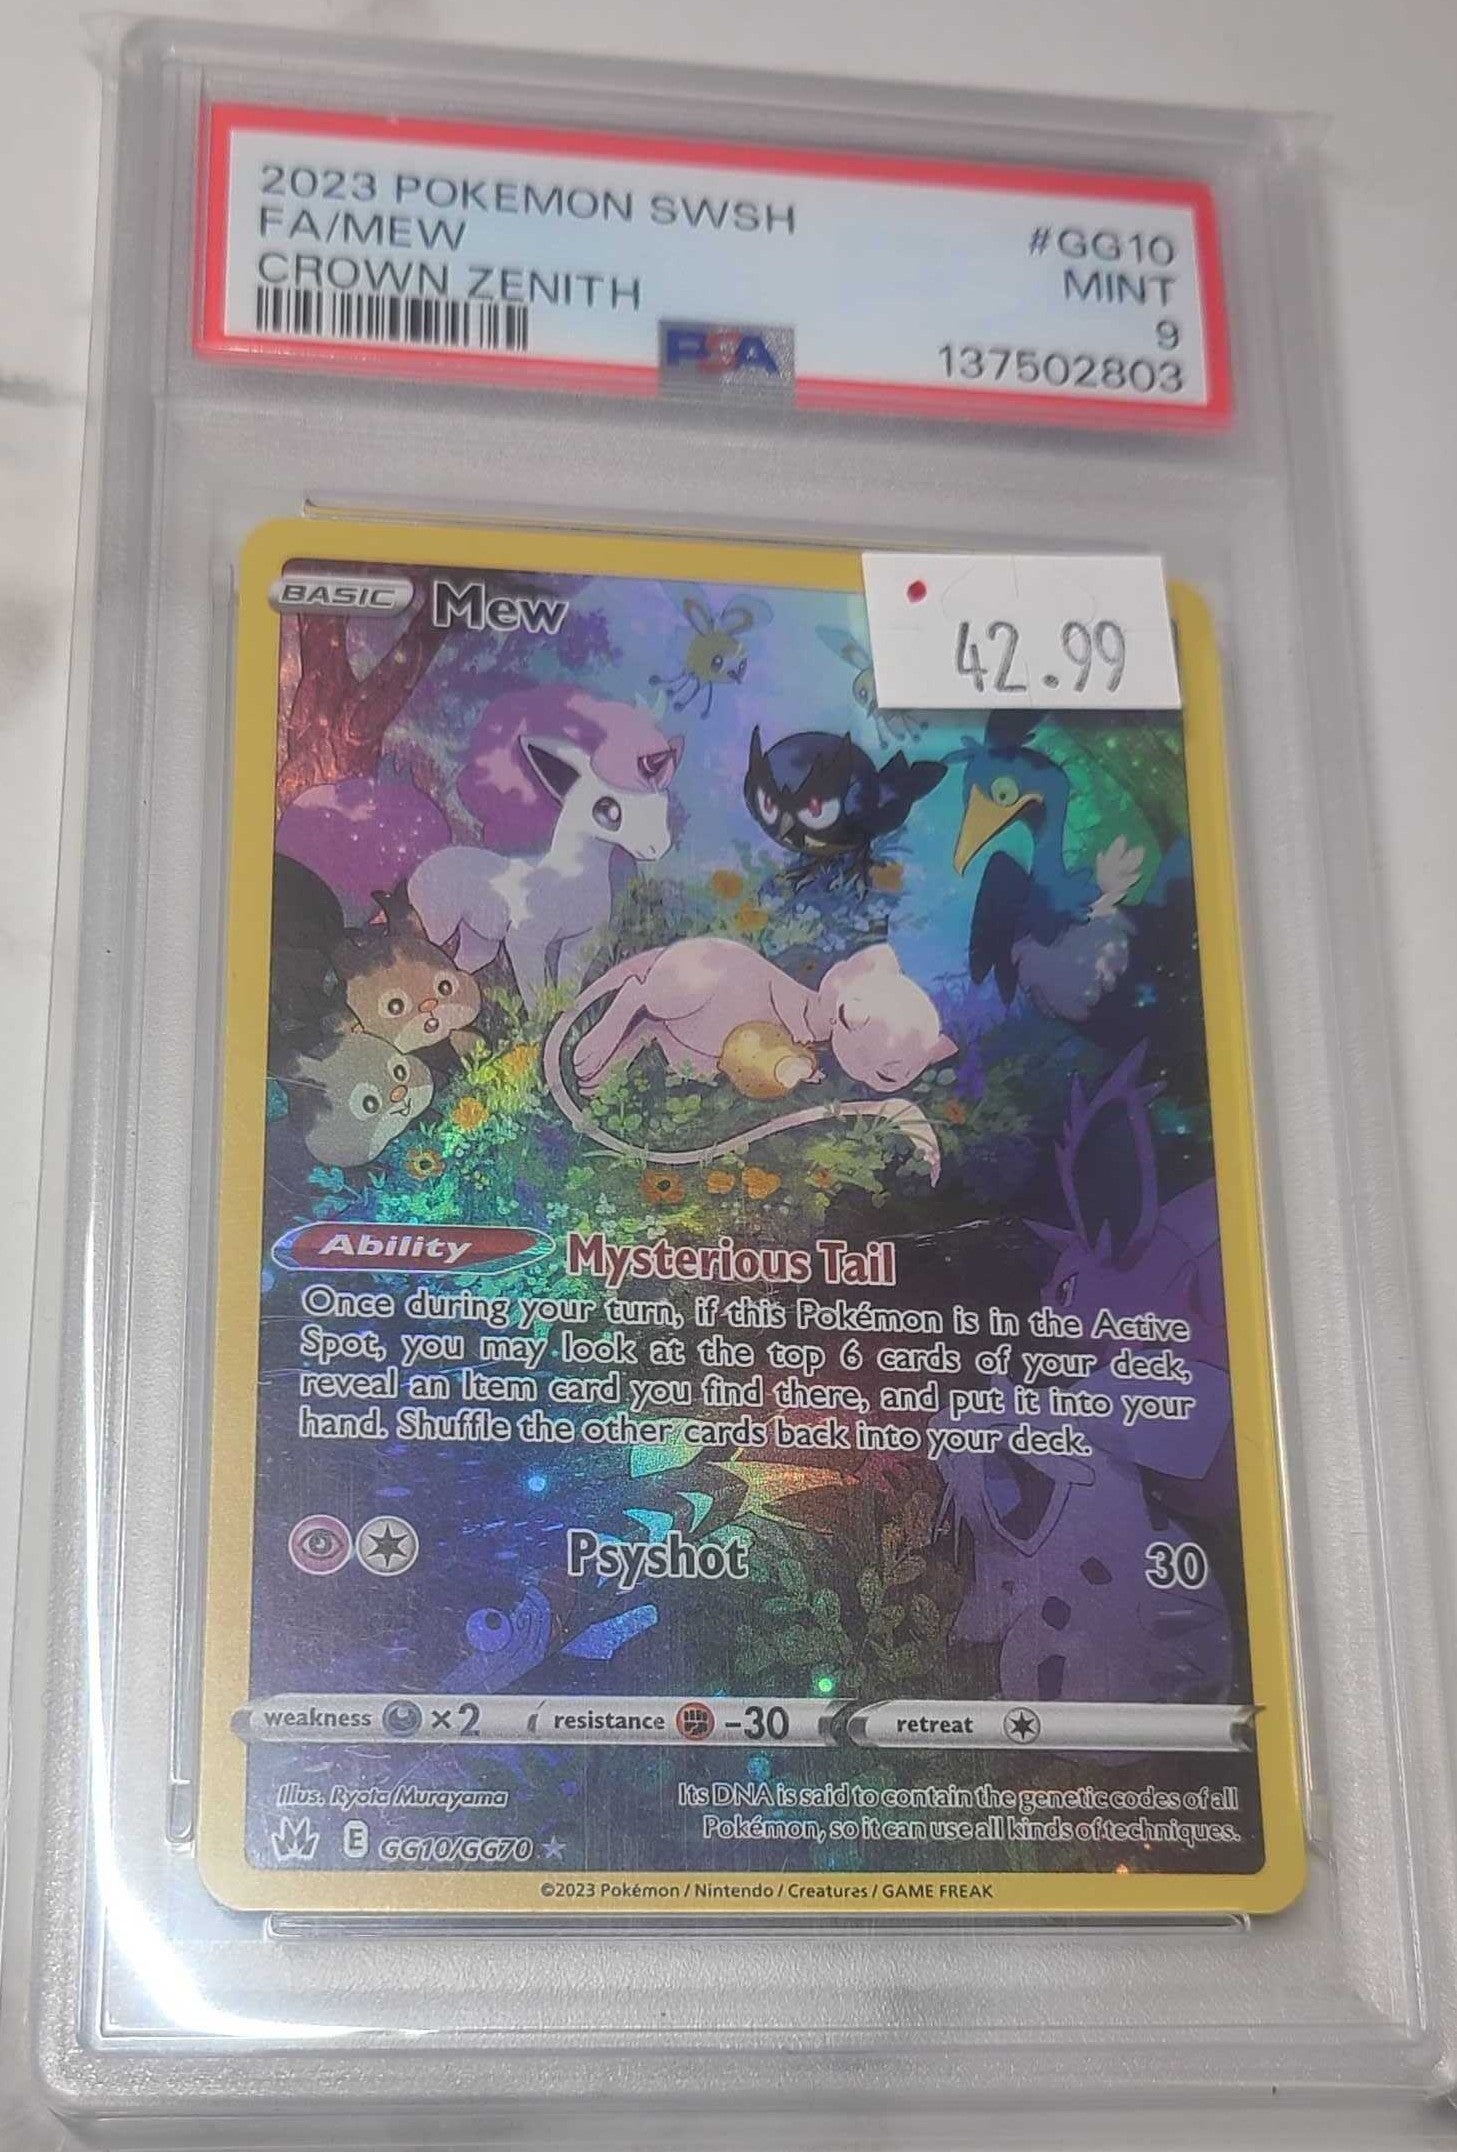 2023 POKEMON SWSH
FA/MEW
CROWN ZENITH
#GG10
MINT
9
137502803
PSA
BASIC Mew
42.99
Ability Mysterious Tail
Once during your turn, if this Pokémon is in the Active
Spot, you may look at the top 6 cards of your deck,
reveal an Item card you find there, and put it into your
hand. Shuffle the other cards back into your deck.
Psyshot 30
weakness ×2 resistance -30 retreat
Illus. Ryota Murayama
Its DNA is said to contain the genetic codes of all
Pokémon, so it can use all kinds of techniques.
E GG10/GG70
©2023 Pokémon / Nintendo / Creatures / GAME FREAK